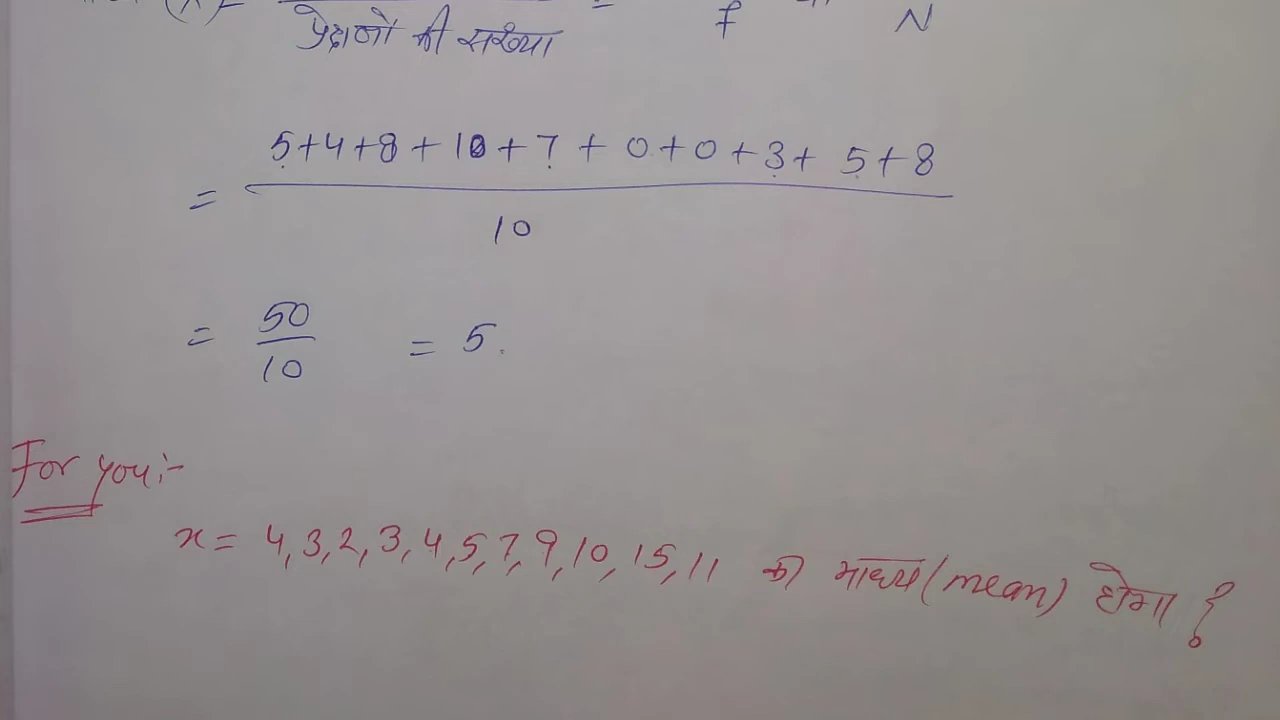 प्रेक्षणों की संख्या f N
= 5+4+8+10+7+0+0+3+5+8
10
= 50/10 = 5.
For you:-
x= 4,3,2,3,4,5,7,9,10,15,11 का माध्य(mean) होगा?